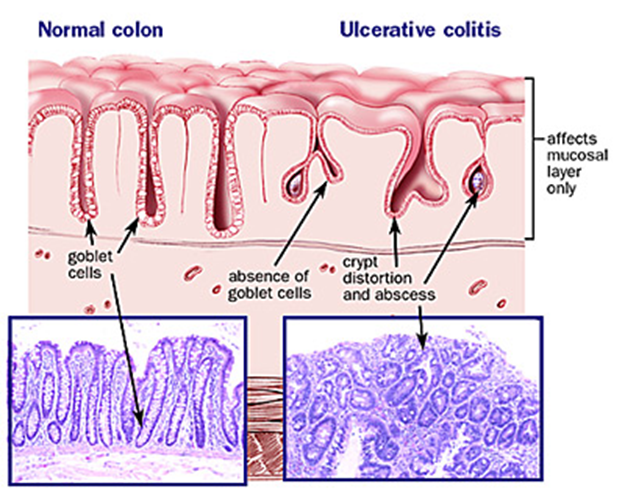 Normal colon
Ulcerative colitis
affects
mucosal
layer
only
goblet
cells
absence of
goblet cells
crypt
distortion
and abscess